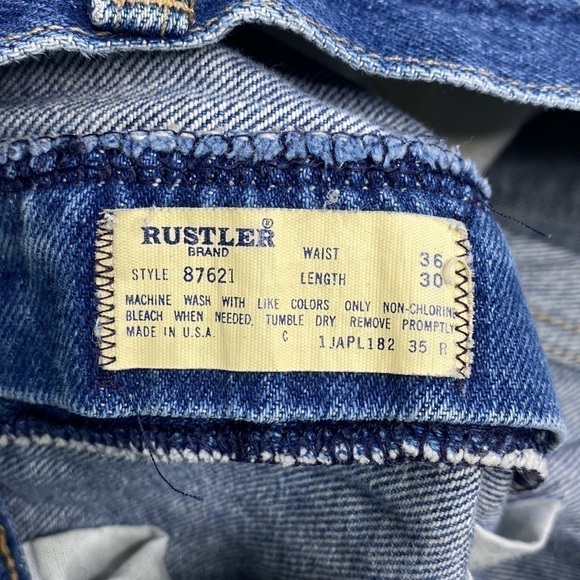 RUSTLER®
BRAND
WAIST 36
STYLE 87621 LENGTH 30
MACHINE WASH WITH LIKE COLORS ONLY NON-CHLORINE
BLEACH WHEN NEEDED, TUMBLE DRY REMOVE PROMPTLY
MADE IN U.S.A. C 1JAPL182 35 R